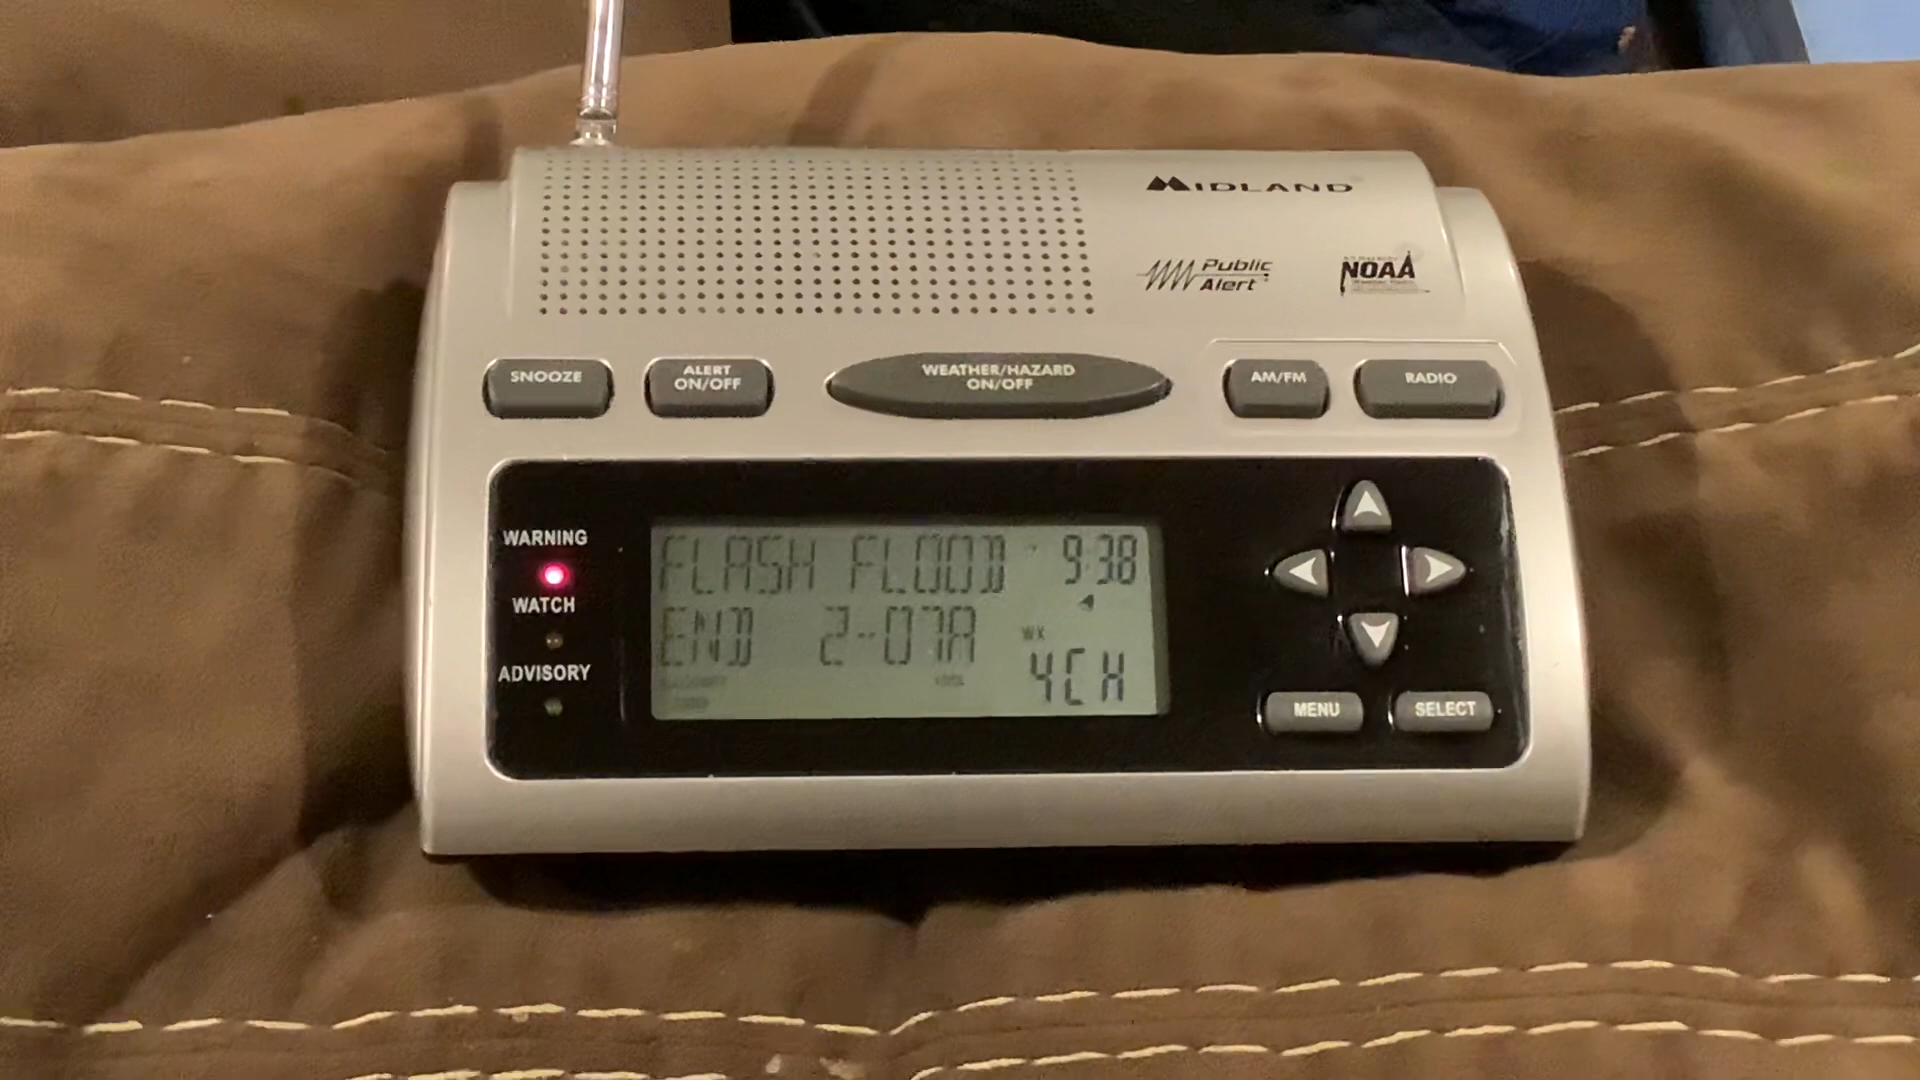 MIDLAND
Public
Alert
NOAA
SNOOZE
ALERT
ON/OFF
WEATHER/HAZARD
ON/OFF
AM/FM
RADIO
WARNING
WATCH
ADVISORY
FLASH FLOOD
9:38
END 2-07A
WX
4CH
MENU
SELECT